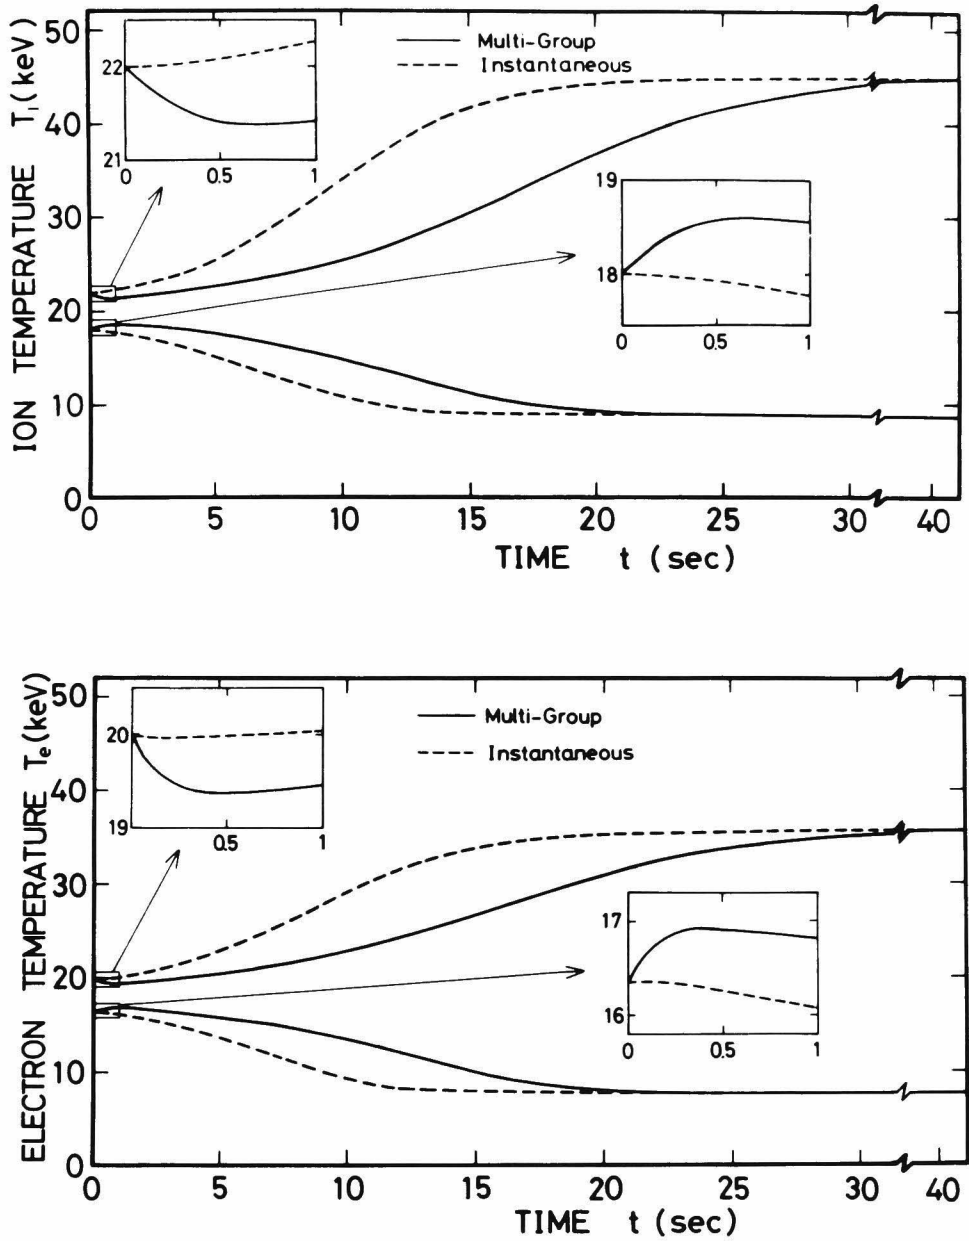 ION TEMPERATURE Ti (keV)
50
40
30
20
10
0
22
21
0 0.5 1
Multi-Group
Instantaneous
19
18
0 0.5 1
0 5 10 15 20 25 30 40
TIME t (sec)
ELECTRON TEMPERATURE Te (keV)
50
40
30
20
10
0
20
19
0.5 1
Multi-Group
Instantaneous
17
16
0 0.5 1
0 5 10 15 20 25 30 40
TIME t (sec)